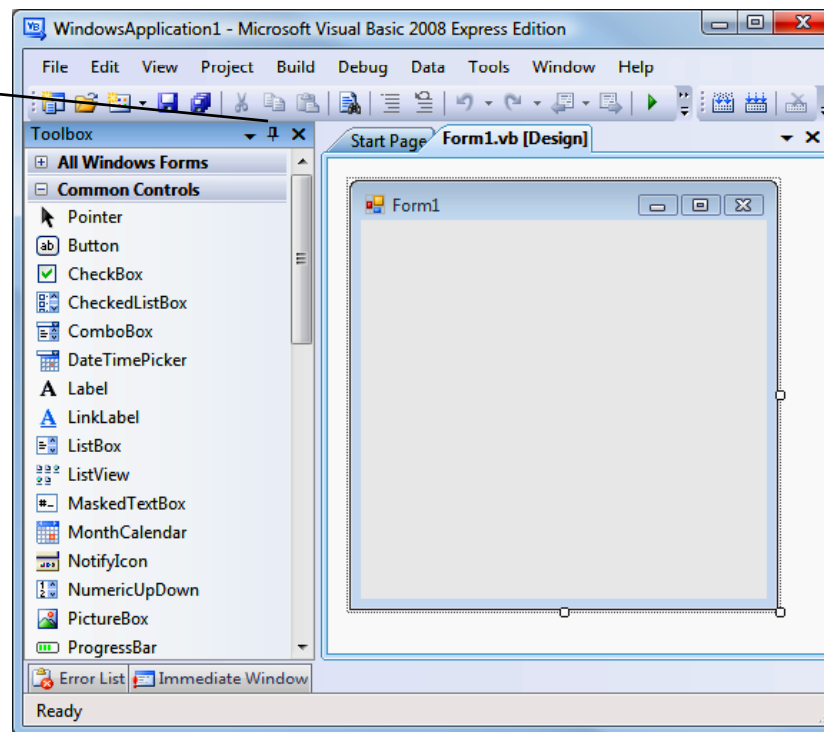 WindowsApplication1 - Microsoft Visual Basic 2008 Express Edition
File Edit View Project Build Debug Data Tools Window Help
Toolbox
Start Page Form1.vb [Design]
All Windows Forms
Common Controls
Form1
Pointer
Button
CheckBox
CheckedListBox
ComboBox
DateTimePicker
Label
LinkLabel
ListBox
ListView
MaskedTextBox
MonthCalendar
NotifyIcon
NumericUpDown
PictureBox
ProgressBar
Error List Immediate Window
Ready